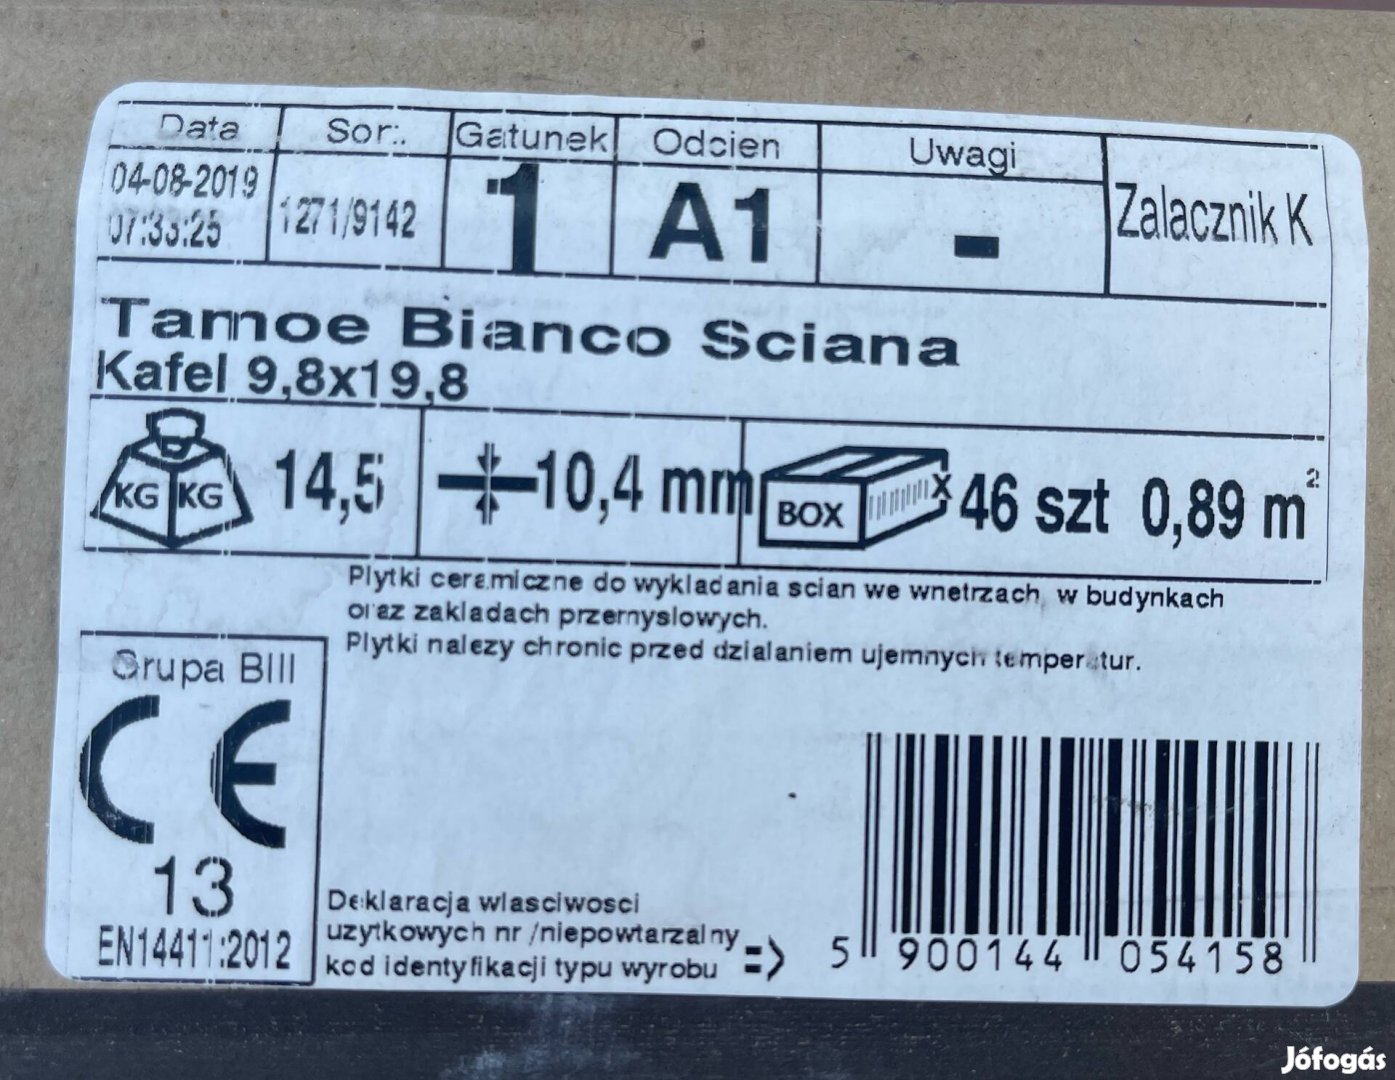 Data Sor:. Gatunek Odcien Uwagi
04-08-2019
07:33:25
1271/9142
1
A1
-
Zalacznik K
Tamoe Bianco Sciana
Kafel 9,8x19,8
KG KG 14,5 10,4 mm BOX x 46 szt 0,89 m²
Plytki ceramiczne do wykladania scian we wnetrzach w budynkach
oraz zakladach przemyslowych.
Plytki nalezy chronic przed dzialaniem ujemnych temperatur.
Grupa BIII
CE
13
EN14411:2012
Deklaracja wlasciwosci
uzytkowych nr /niepowtarzalny
kod identyfikacji typu wyrobu =>
5 900144 054158
Jófogás